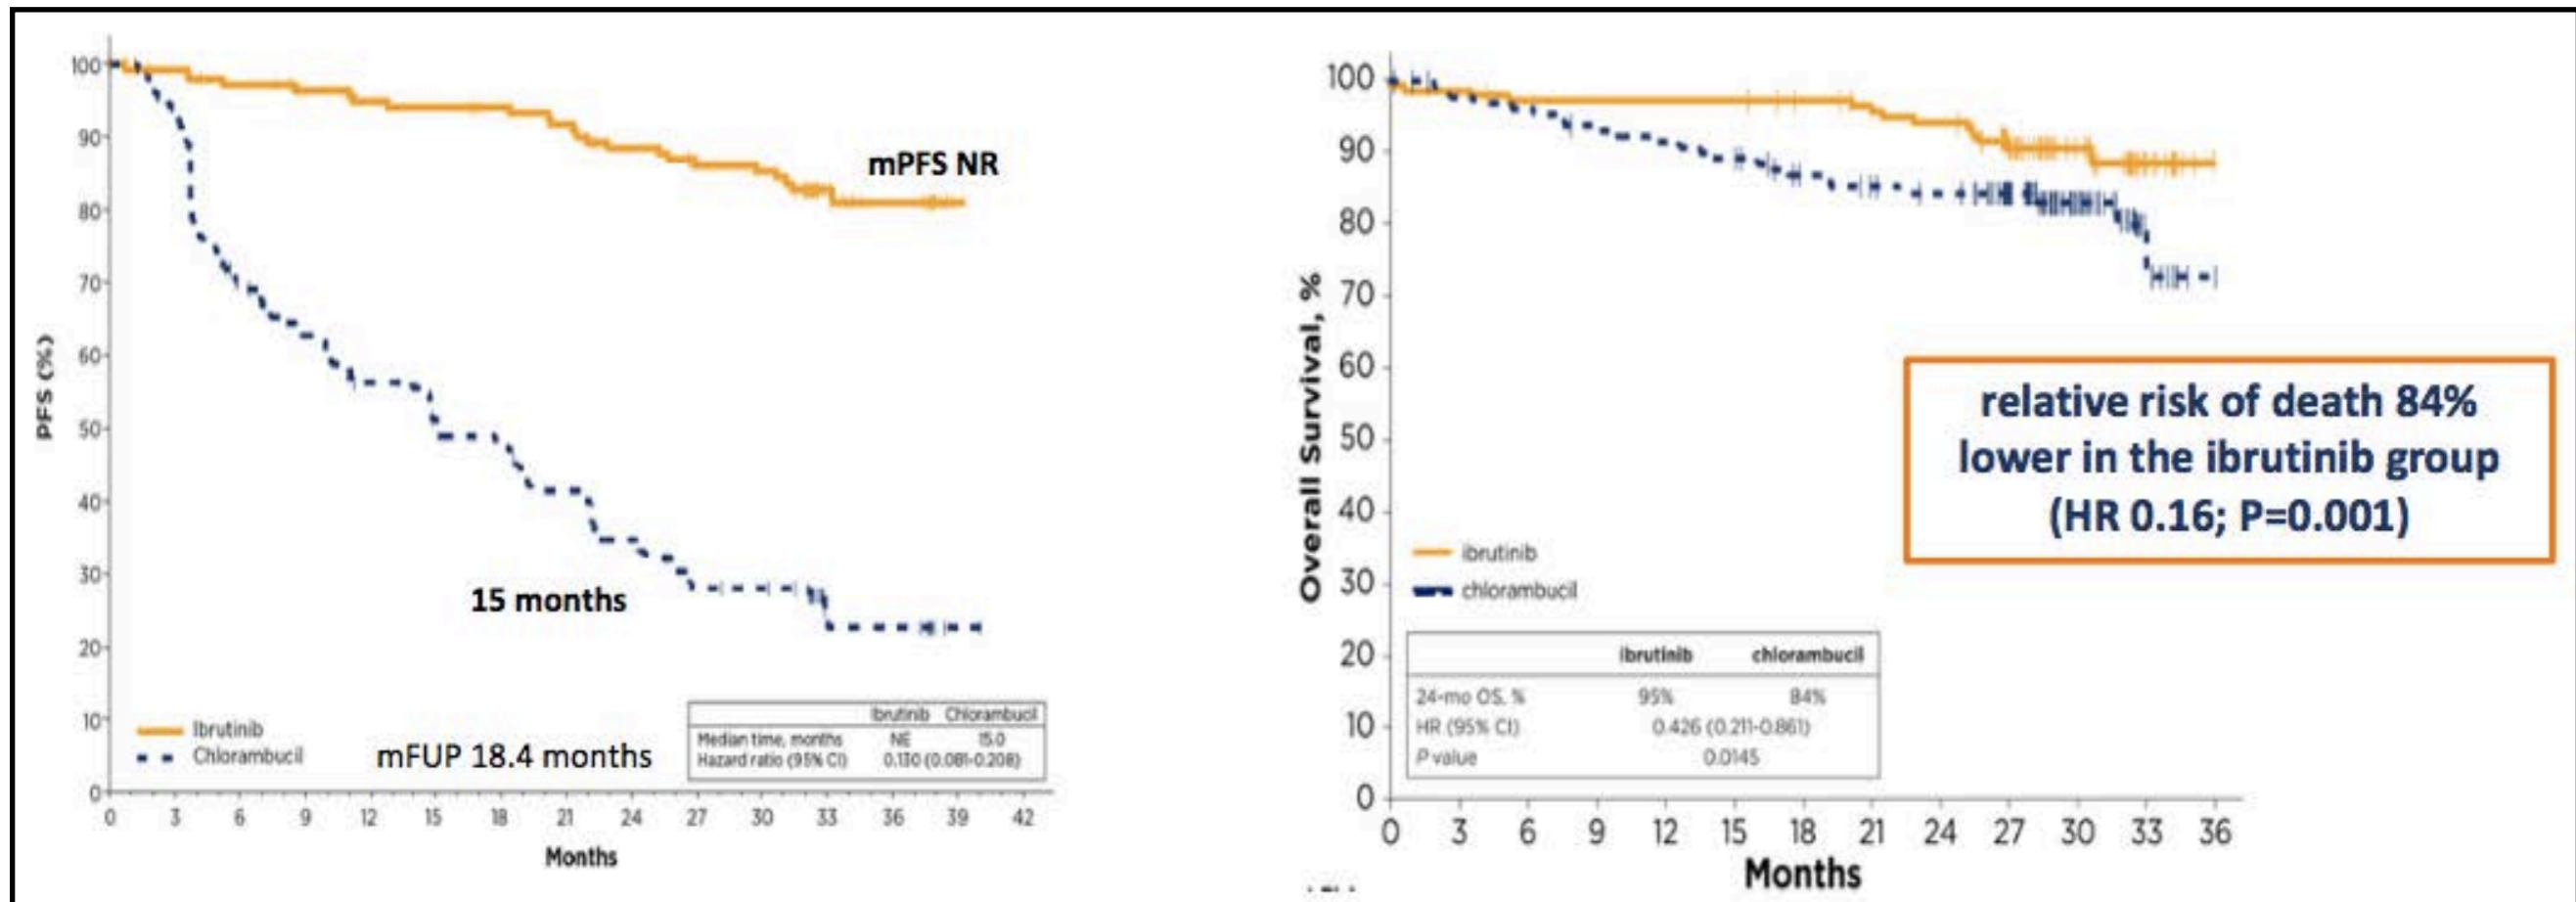 PFS (%)
100
90
80
70
60
50
40
30
20
10
0
mPFS NR
15 months
Ibrutinib
Chlorambucil
mFUP 18.4 months
Ibrutinib Chlorambucil
Median time, months NE 15.0
Hazard ratio (95% CI) 0.130 (0.081-0.208)
0 3 6 9 12 15 18 21 24 27 30 33 36 39 42
Months
Overall Survival, %
100
90
80
70
60
50
40
30
20
10
0
relative risk of death 84%
lower in the ibrutinib group
(HR 0.16; P=0.001)
ibrutinib
chlorambucil
ibrutinib chlorambucil
24-mo OS, % 95% 84%
HR (95% CI) 0.426 (0.211-0.861)
P value 0.0145
0 3 6 9 12 15 18 21 24 27 30 33 36
Months